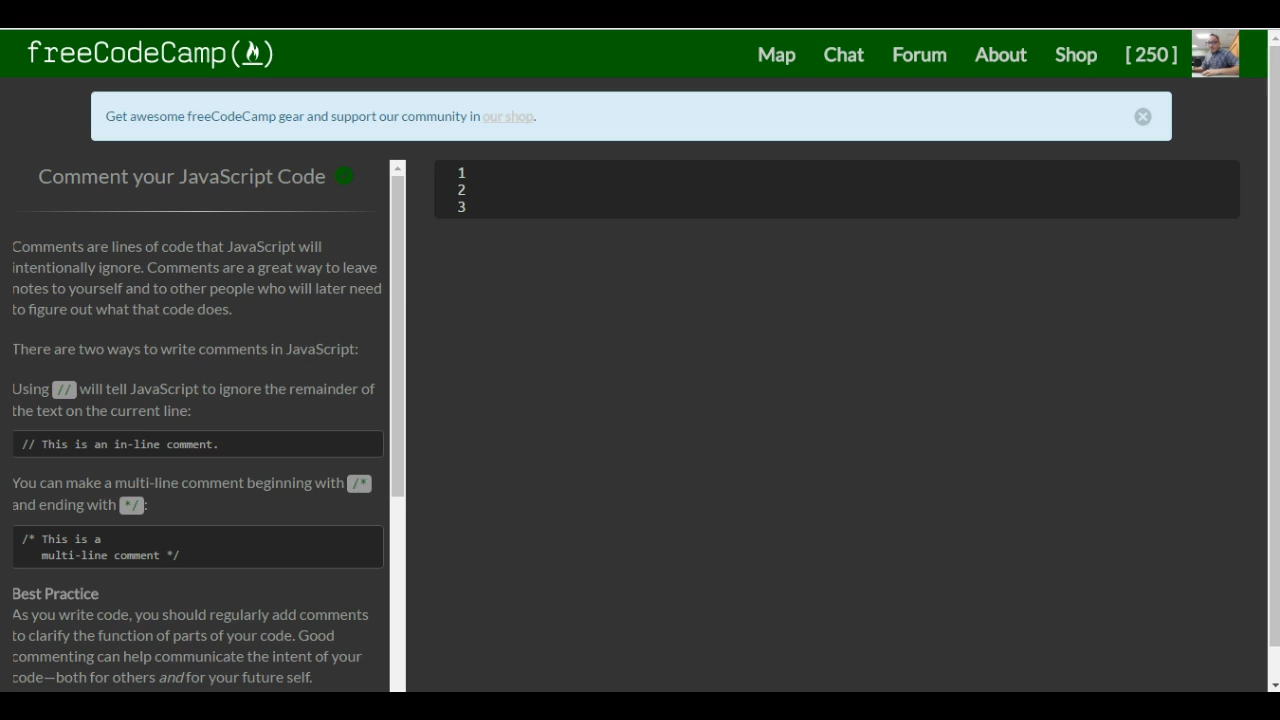 freeCodeCamp
Map Chat Forum About Shop [ 250 ]
Get awesome freeCodeCamp gear and support our community in our shop.
Comment your JavaScript Code
Comments are lines of code that JavaScript will
intentionally ignore. Comments are a great way to leave
notes to yourself and to other people who will later need
to figure out what that code does.
There are two ways to write comments in JavaScript:
Using // will tell JavaScript to ignore the remainder of
the text on the current line:
// This is an in-line comment.
You can make a multi-line comment beginning with /*
and ending with */:
/* This is a
multi-line comment */
Best Practice
As you write code, you should regularly add comments
to clarify the function of parts of your code. Good
commenting can help communicate the intent of your
code—both for others and for your future self.
1
2
3